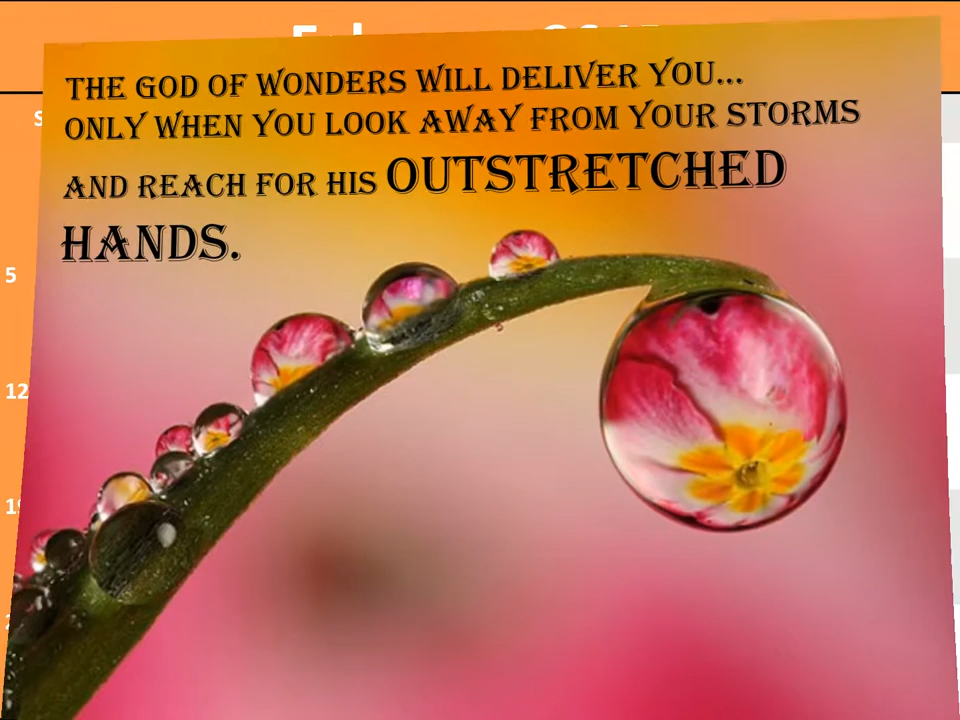 THE GOD OF WONDERS WILL DELIVER YOU...
ONLY WHEN YOU LOOK AWAY FROM YOUR STORMS
AND REACH FOR HIS OUTSTRETCHED
HANDS.
5
12